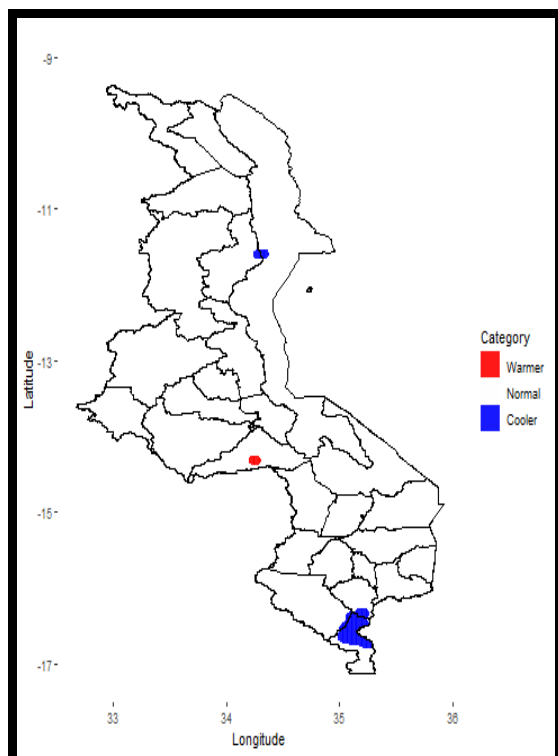 -9
-11
-13
-15
-17
Latitude
33
34
35
36
Longitude
Category
Warmer
Normal
Cooler